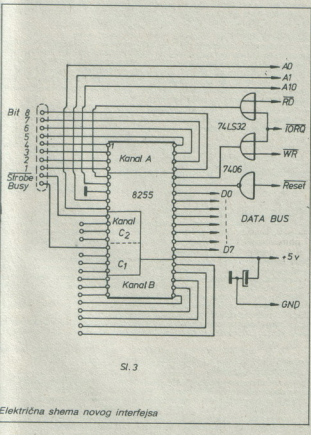 A0
A1
A10
RD
74LS32
IORQ
WR
7406
Reset
Bit 8
7
6
5
4
3
2
1
Strobe
Busy
1
Kanal A
8255
Kanal
C2
C1
Kanal B
D0
D7
DATA BUS
+5v
GND
Sl. 3
Električna shema novog interfejsa